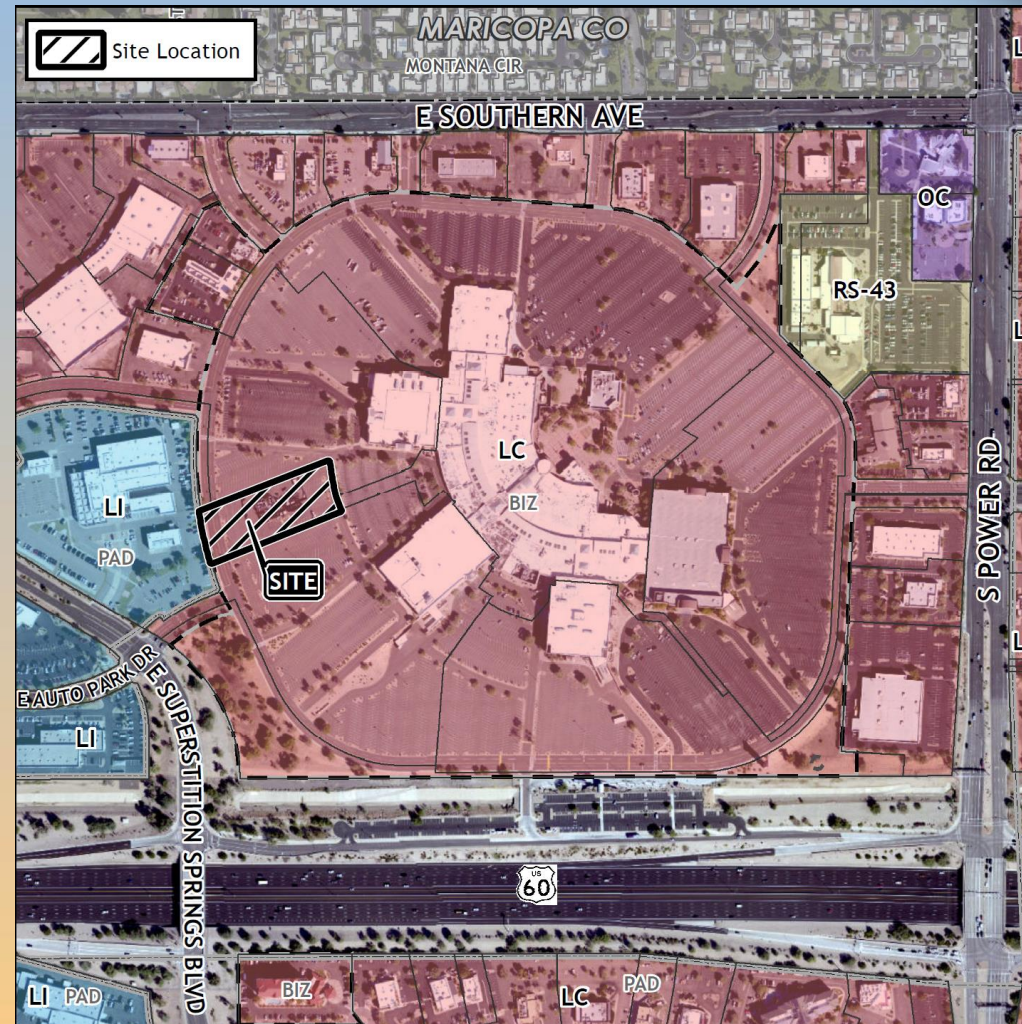 MARICOPA CO
Site Location
MONTANA CIR
E SOUTHERN AVE
OC
RS-43
LC
BIZ
S POWER RD
LI
PAD
SITE
E AUTO PARK DR
E SUPERSTITION SPRINGS BLVD
LI
US
60
LI PAD
BIZ
LC
PAD